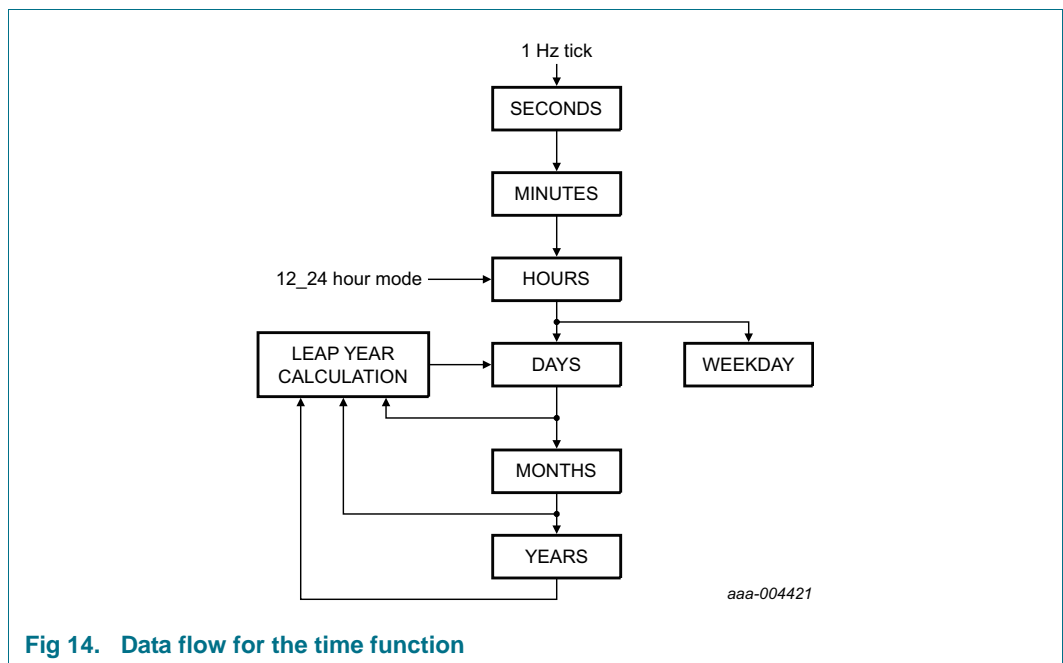 1 Hz tick
SECONDS
MINUTES
12_24 hour mode
HOURS
LEAP YEAR
CALCULATION
DAYS
WEEKDAY
MONTHS
YEARS
aaa-004421
Fig 14. Data flow for the time function